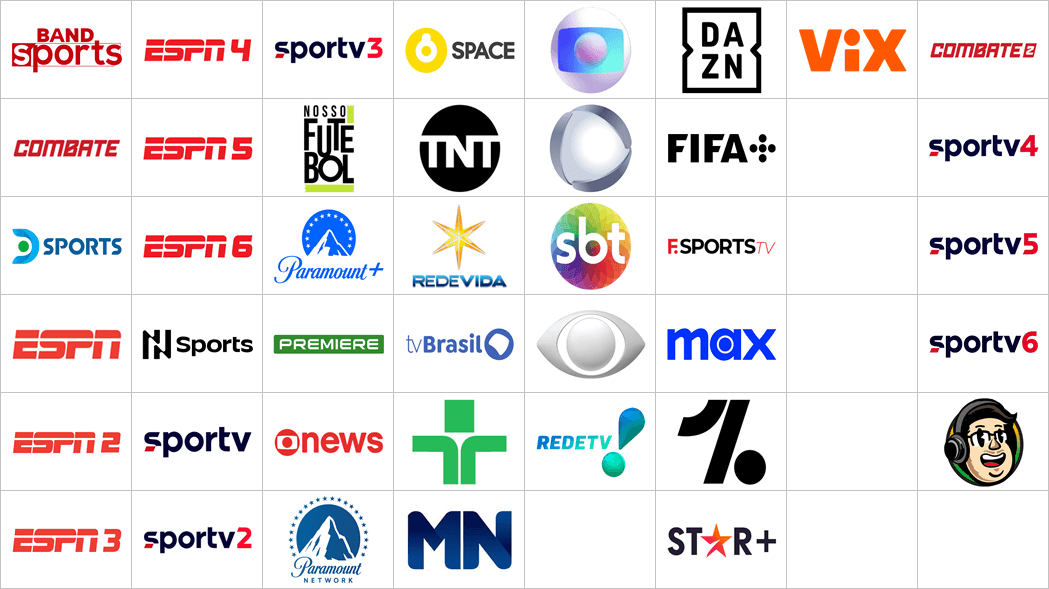 BAND
sports
ESPN 4
sportv3
SPACE
DA
ZN
ViX
COMBATE 2
COMBATE
ESPN 5
NOSSO
FUTE
BOL
TNT
FIFA+
sportv4
D SPORTS
ESPN 6
Paramount+
REDEVIDA
sbt
F.SPORTSTV
sportv5
ESPN
N Sports
PREMIERE
tvBrasil
max
sportv6
ESPN 2
sportv
news
REDETV!
1
ESPN 3
sportv2
Paramount
NETWORK
MN
STAR+